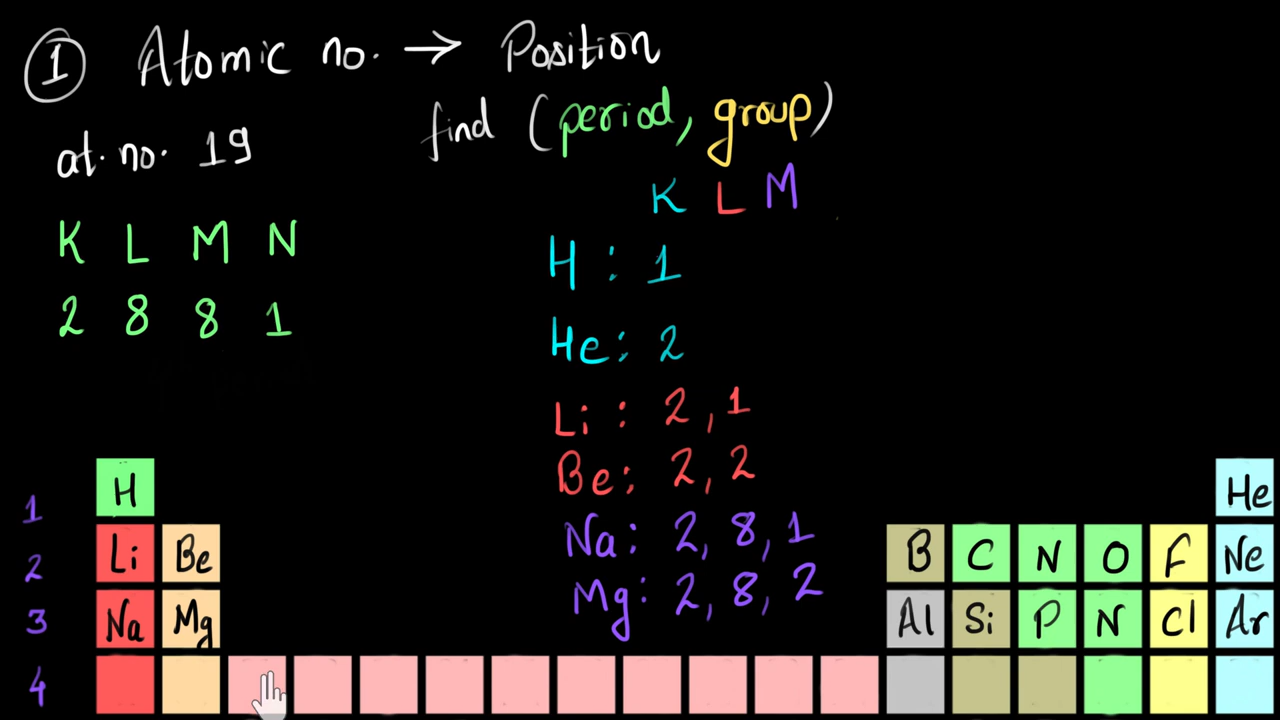 1 Atomic no. → Position
find (period, group)
at. no. 19
K L M
K L M N
H : 1
2 8 8 1
He: 2
Li : 2, 1
Be: 2, 2
Na: 2, 8, 1
Mg: 2, 8, 2
1 H He
2 Li Be B C N O F Ne
3 Na Mg Al Si P N Cl Ar
4